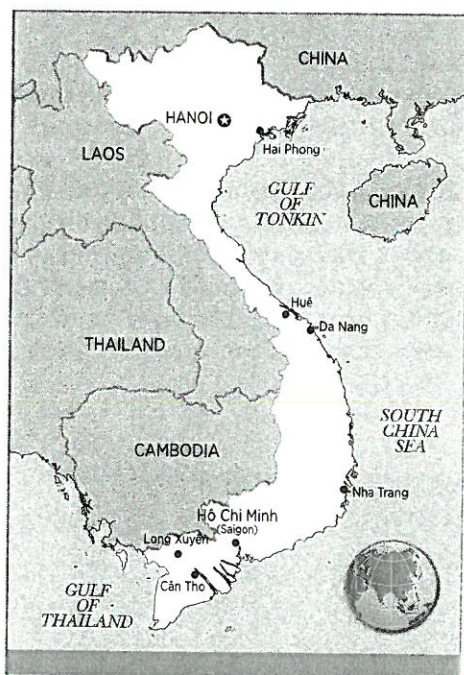 CHINA
HANOI
Hai Phong
LAOS
GULF
OF
TONKIN
CHINA
Huê
Da Nang
THAILAND
SOUTH
CHINA
SEA
CAMBODIA
Nha Trang
Hô Chi Minh
(Saigon)
Long Xuyên
Cân Tho
GULF
OF
THAILAND